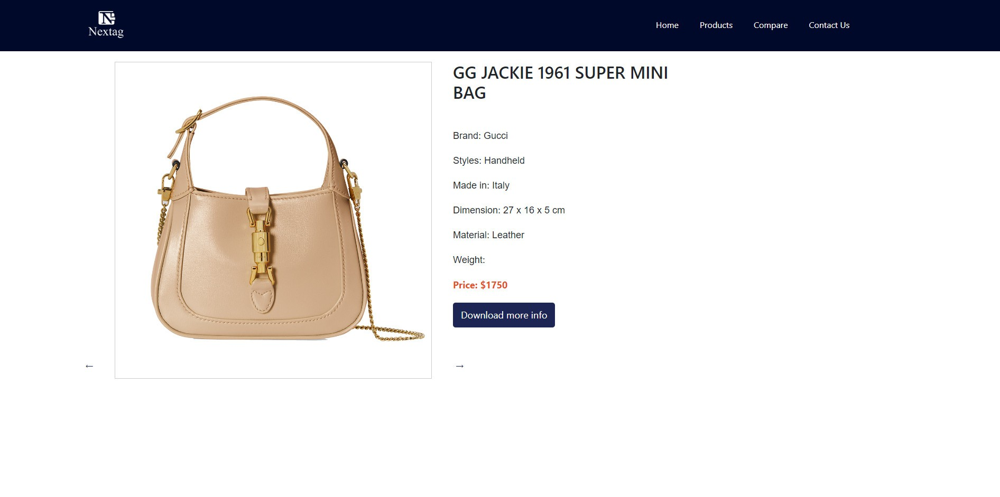 N
Nextag
Home
Products
Compare
Contact Us
GG JACKIE 1961 SUPER MINI
BAG
Brand: Gucci
Styles: Handheld
Made in: Italy
Dimension: 27 x 16 x 5 cm
Material: Leather
Weight:
Price: $1750
Download more info
←
→